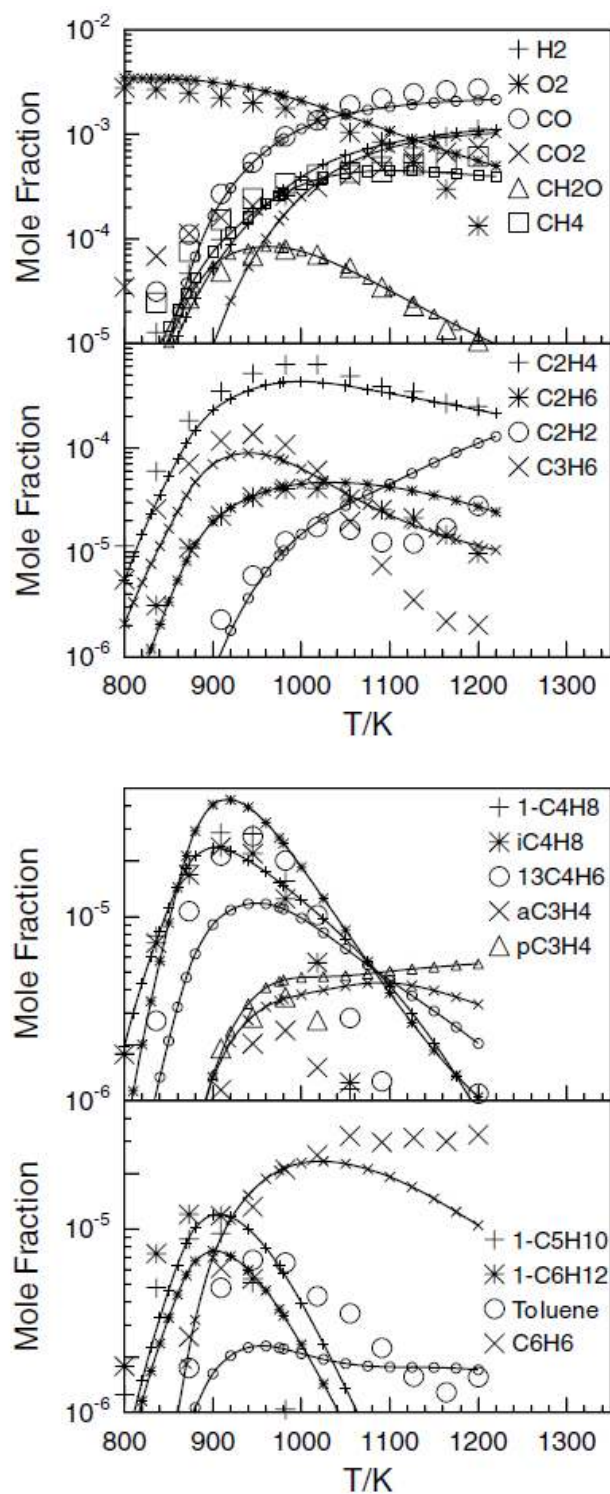 10⁻²
H2
O2
CO
CO2
CH2O
CH4
10⁻³
10⁻⁴
10⁻⁵
Mole Fraction
C2H4
C2H6
C2H2
C3H6
10⁻⁴
10⁻⁵
10⁻⁶
Mole Fraction
800 900 1000 1100 1200 1300
T/K
1-C4H8
iC4H8
13C4H6
aC3H4
pC3H4
10⁻⁵
10⁻⁶
Mole Fraction
1-C5H10
1-C6H12
Toluene
C6H6
10⁻⁵
10⁻⁶
Mole Fraction
800 900 1000 1100 1200 1300
T/K